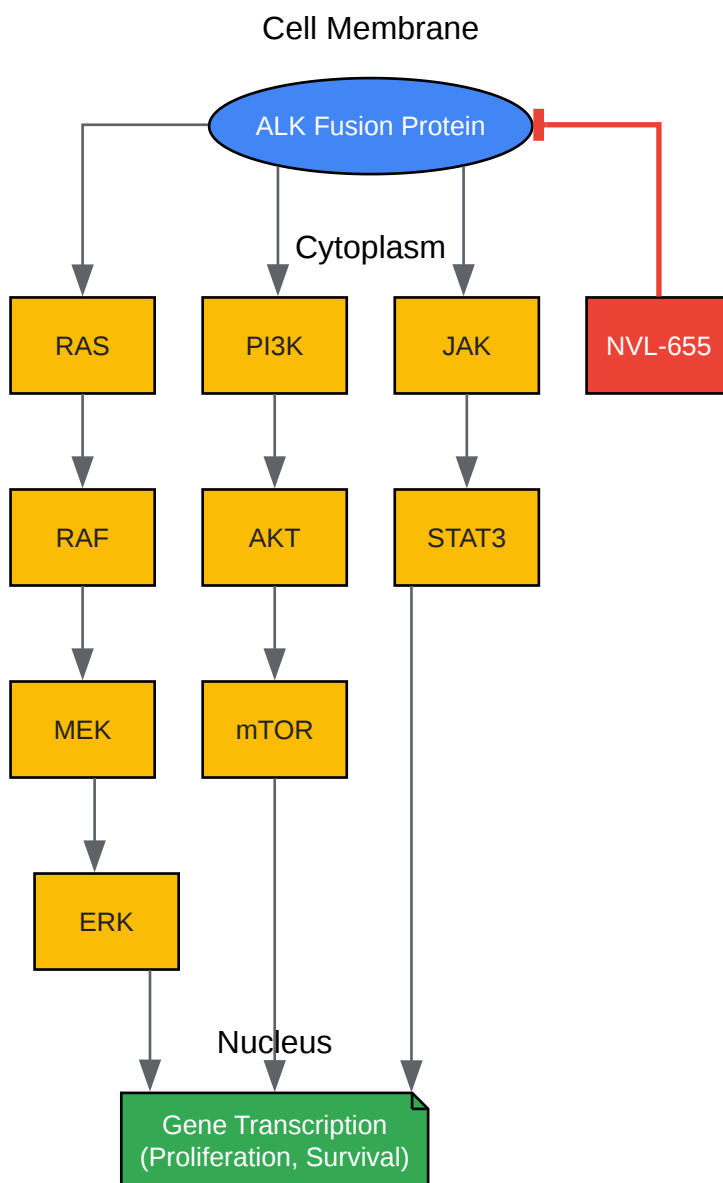 Cell Membrane
ALK Fusion Protein
Cytoplasm
RAS
PI3K
JAK
NVL-655
RAF
AKT
STAT3
MEK
mTOR
ERK
Nucleus
Gene Transcription
(Proliferation, Survival)